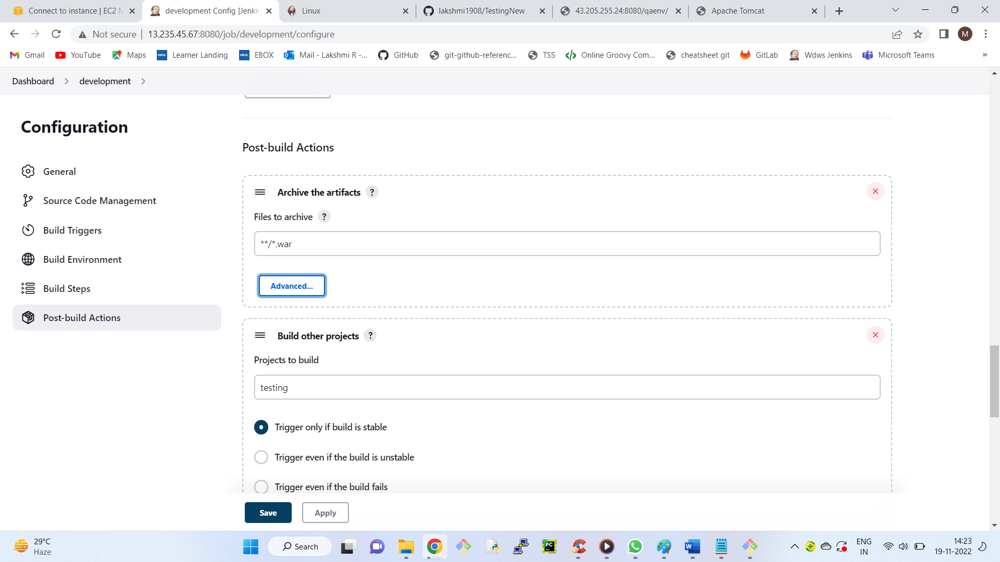 Connect to instance | EC2 M
development Config [Jenkin
Linux
lakshmi1908/TestingNew
43.205.255.24:8080/qaenv/
Apache Tomcat
Not secure | 13.235.45.67:8080/job/development/configure
M
Gmail
YouTube
Maps
HCL Learner Landing
HCL EBOX
Mail - Lakshmi R -...
GitHub
git-github-referenc...
TSS
Online Groovy Com...
cheatsheet git
GitLab
Wdws Jenkins
Microsoft Teams
»
Dashboard > development >
Configuration
General
Source Code Management
Build Triggers
Build Environment
Build Steps
Post-build Actions
Post-build Actions
Archive the artifacts ?
Files to archive ?
**/*.war
Advanced...
Build other projects ?
Projects to build
testing
Trigger only if build is stable
Trigger even if the build is unstable
Trigger even if the build fails
Save
Apply
29°C
Haze
Search
PC
W
ENG
IN
14:23
19-11-2022